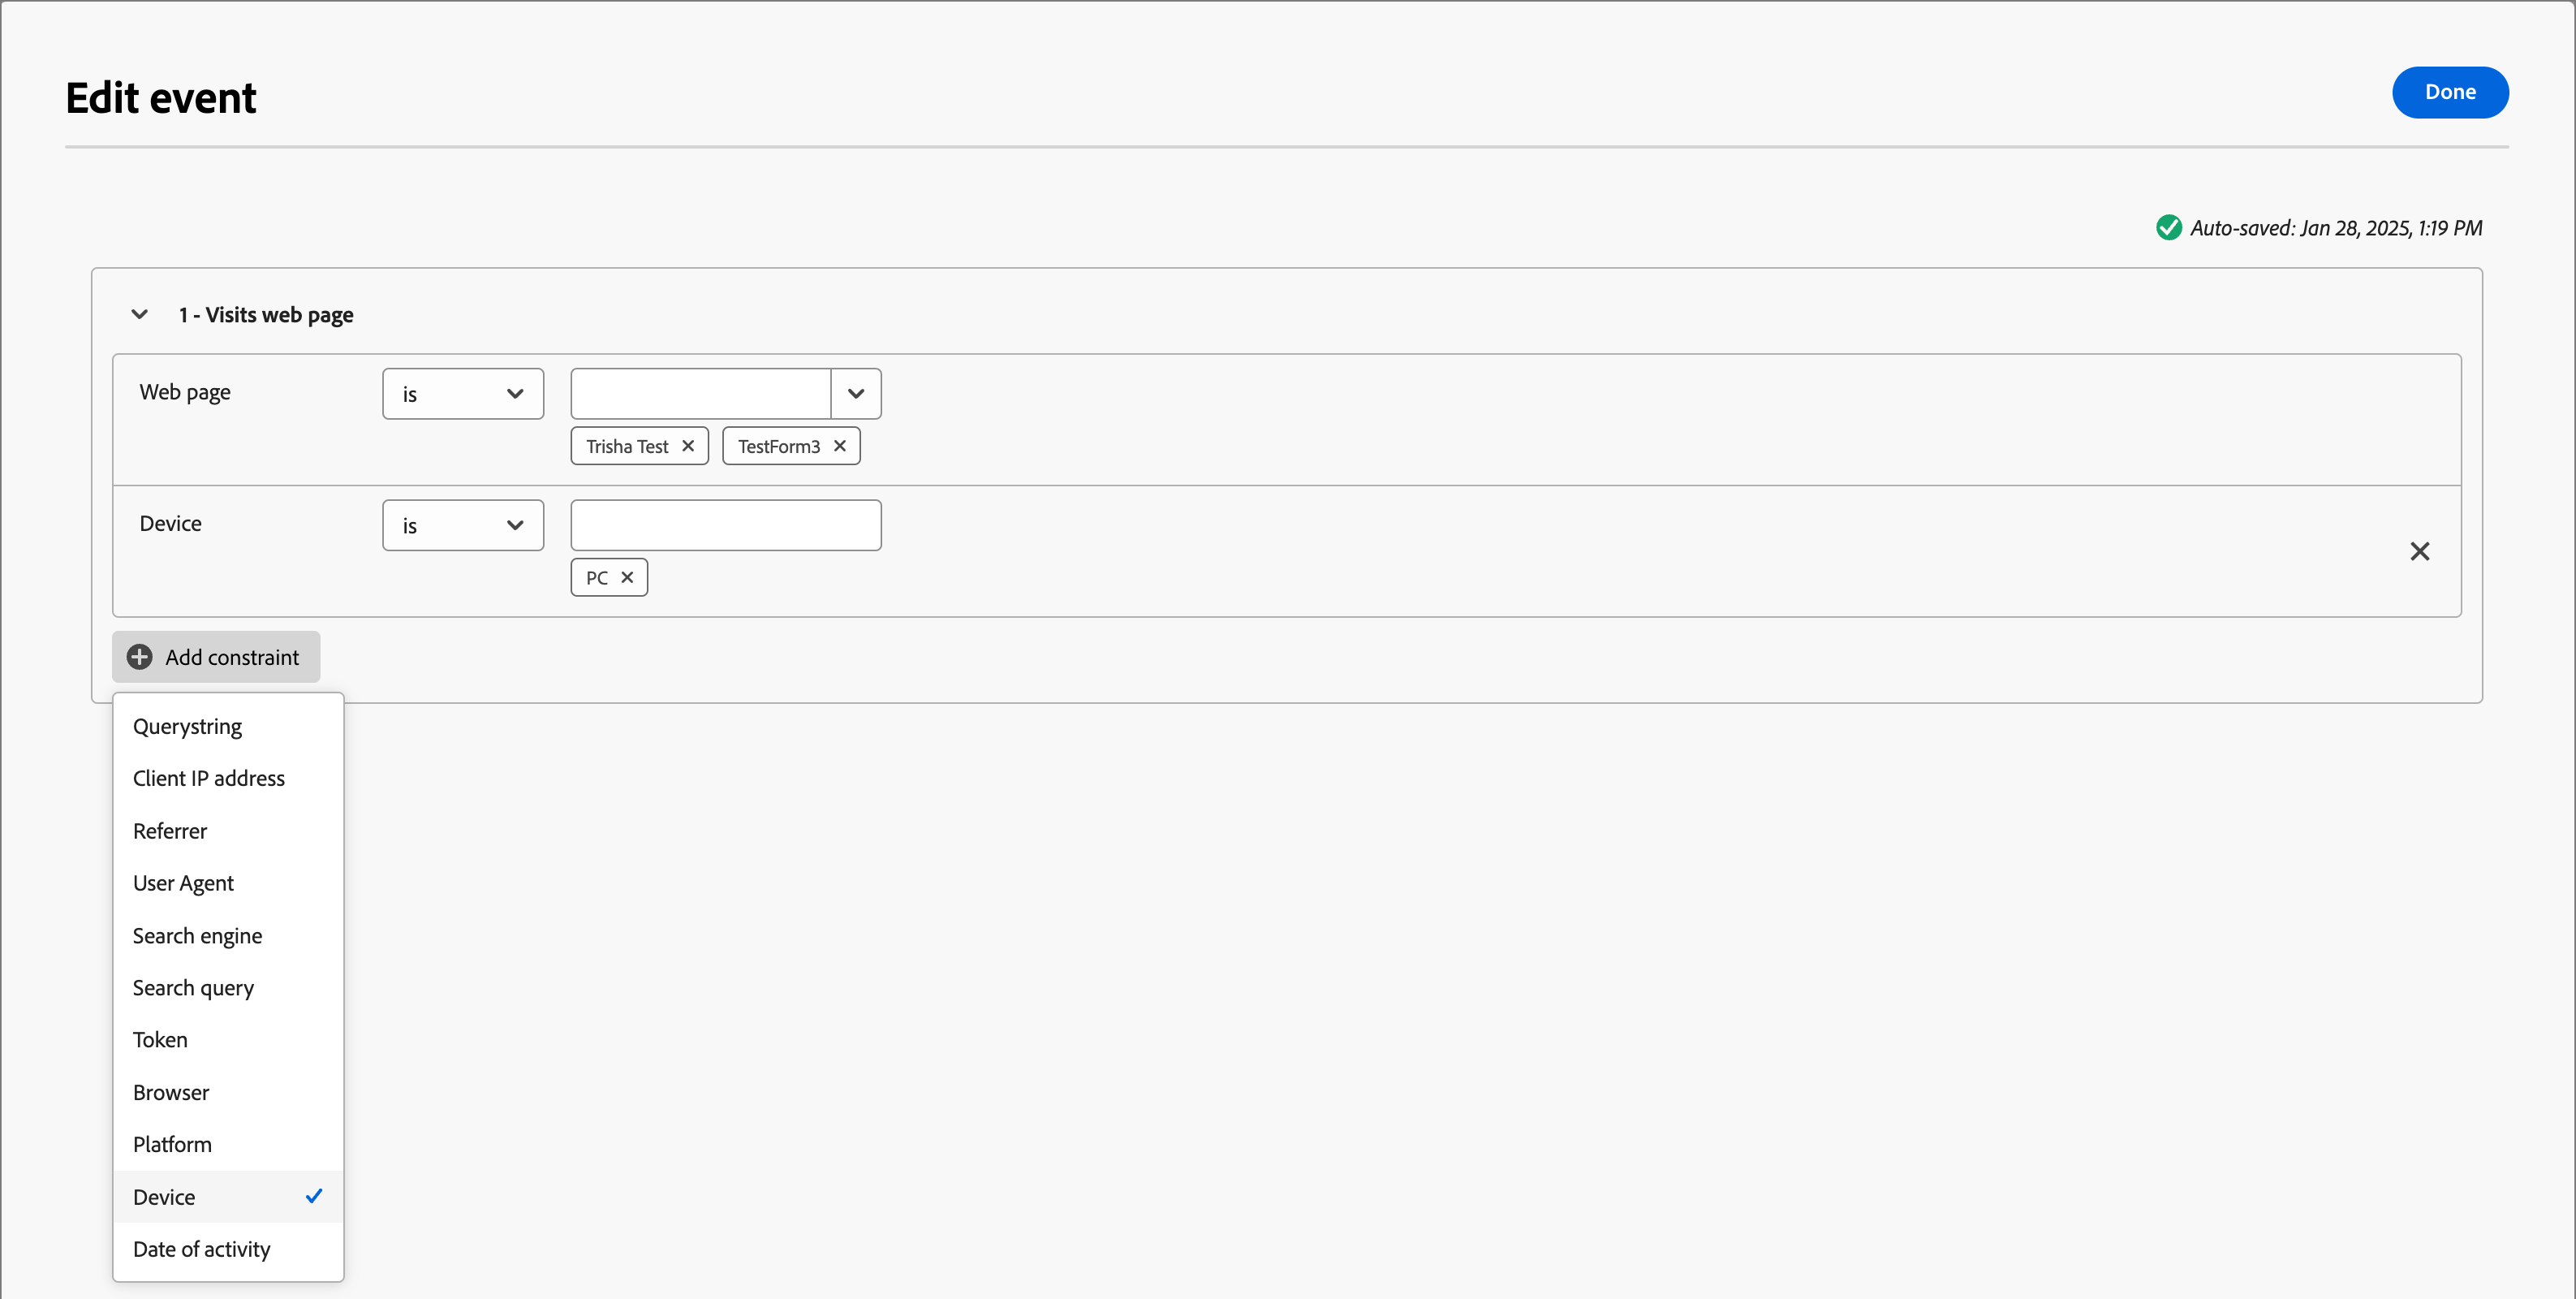 Edit event
Done
Auto-saved: Jan 28, 2025, 1:19 PM
1 - Visits web page
Web page
is
Trisha Test
TestForm3
Device
is
PC
Add constraint
Querystring
Client IP address
Referrer
User Agent
Search engine
Search query
Token
Browser
Platform
Device
Date of activity